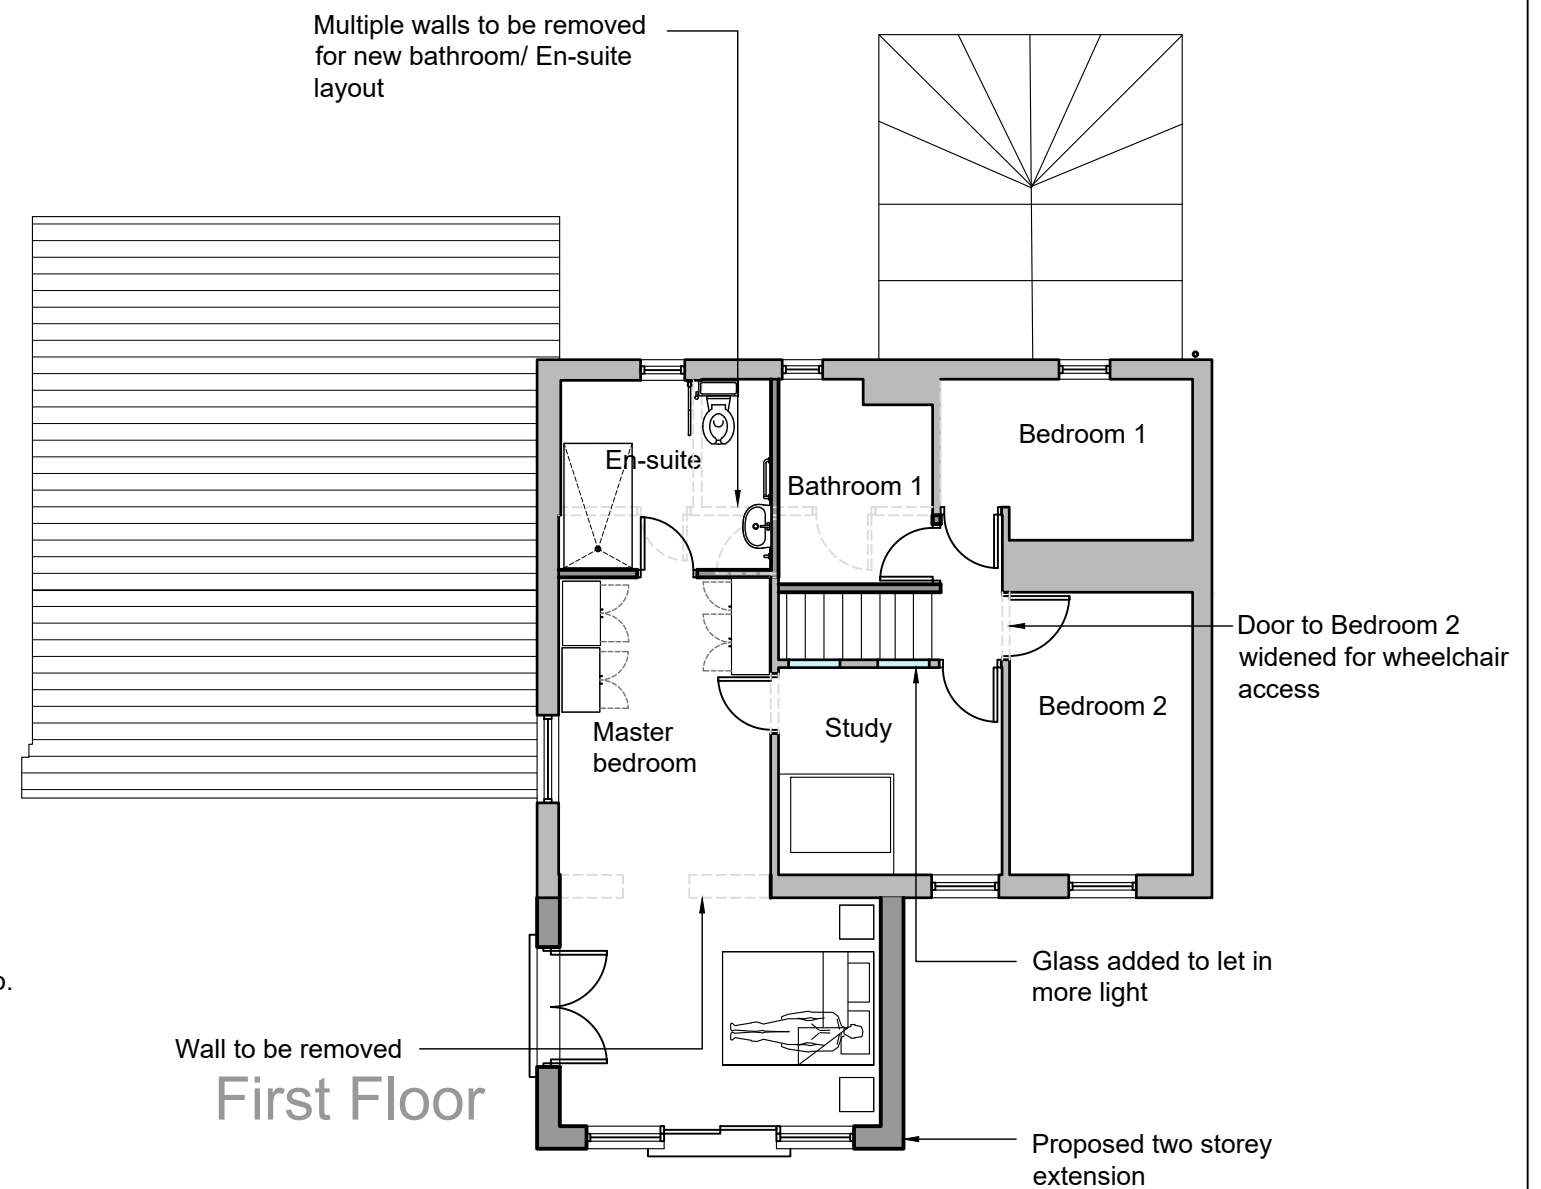 Multiple walls to be removed
for new bathroom/ En-suite
layout
Bedroom 1
En-suite
Bathroom 1
Door to Bedroom 2
widened for wheelchair
access
Bedroom 2
Study
Master
bedroom
Glass added to let in
more light
o.
Wall to be removed
First Floor
Proposed two storey
extension